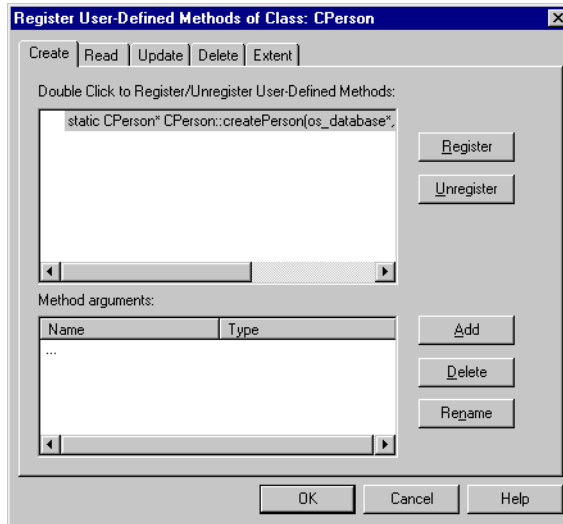 Register User-Defined Methods of Class: CPerson
Create Read Update Delete Extent
Double Click to Register/Unregister User-Defined Methods:
static CPerson* CPerson::createPerson(os_database*,
Register
Unregister
Method arguments:
Name Type
...
Add
Delete
Rename
OK Cancel Help